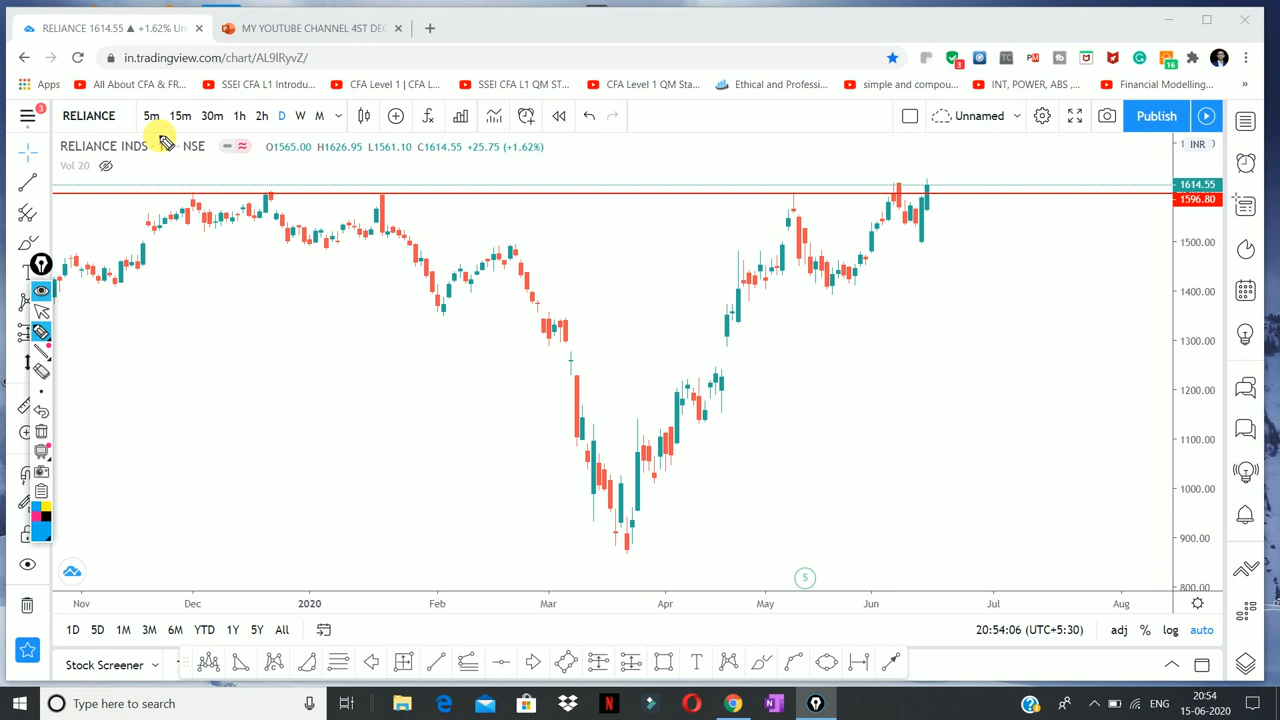 RELIANCE 1614.55 ▲ +1.62% Un
MY YOUTUBE CHANNEL 4ST DEC
in.tradingview.com/chart/AL9lRyvZ/
3
TC
16
Apps
All About CFA & FR...
SSEI CFA L1 Introduc...
CFA Level 1 | CFA L...
SSEI CFA L1 QM ST...
CFA Level 1 QM Sta...
Ethical and Professi...
simple and compou...
INT, POWER, ABS ,...
Financial Modelling...
»
3
RELIANCE
5m 15m 30m 1h 2h D W M
Unnamed
Publish
RELIANCE INDS
NSE
O1565.00 H1626.95 L1561.10 C1614.55 +25.75 (+1.62%)
INR
Vol 20
1614.55
1596.80
1500.00
1400.00
1300.00
1200.00
1100.00
1000.00
900.00
800.00
S
Nov Dec 2020 Feb Mar Apr May Jun Jul Aug
1D 5D 1M 3M 6M YTD 1Y 5Y All
20:54:06 (UTC+5:30)
adj % log auto
Stock Screener
Type here to search
ENG
20:54
15-06-2020